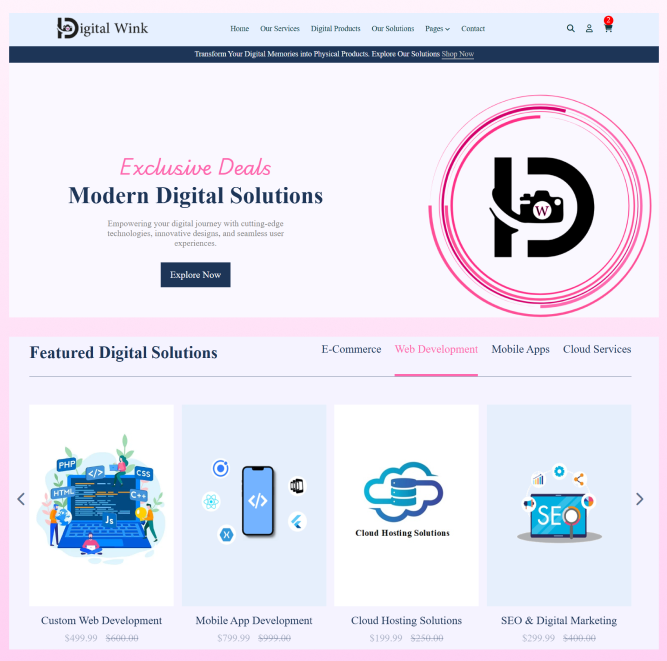 Digital Wink
Home Our Services Digital Products Our Solutions Pages Contact
2
Transform Your Digital Memories into Physical Products. Explore Our Solutions Shop Now
Exclusive Deals
Modern Digital Solutions
Empowering your digital journey with cutting-edge
technologies, innovative designs, and seamless user
experiences.
Explore Now
W
Featured Digital Solutions
E-Commerce Web Development Mobile Apps Cloud Services
PHP
</>
CSS
HTML
C++
Js
</>
Cloud Hosting Solutions
SEO
Custom Web Development
$499.99 $600.00
Mobile App Development
$799.99 $999.00
Cloud Hosting Solutions
$199.99 $250.00
SEO & Digital Marketing
$299.99 $400.00